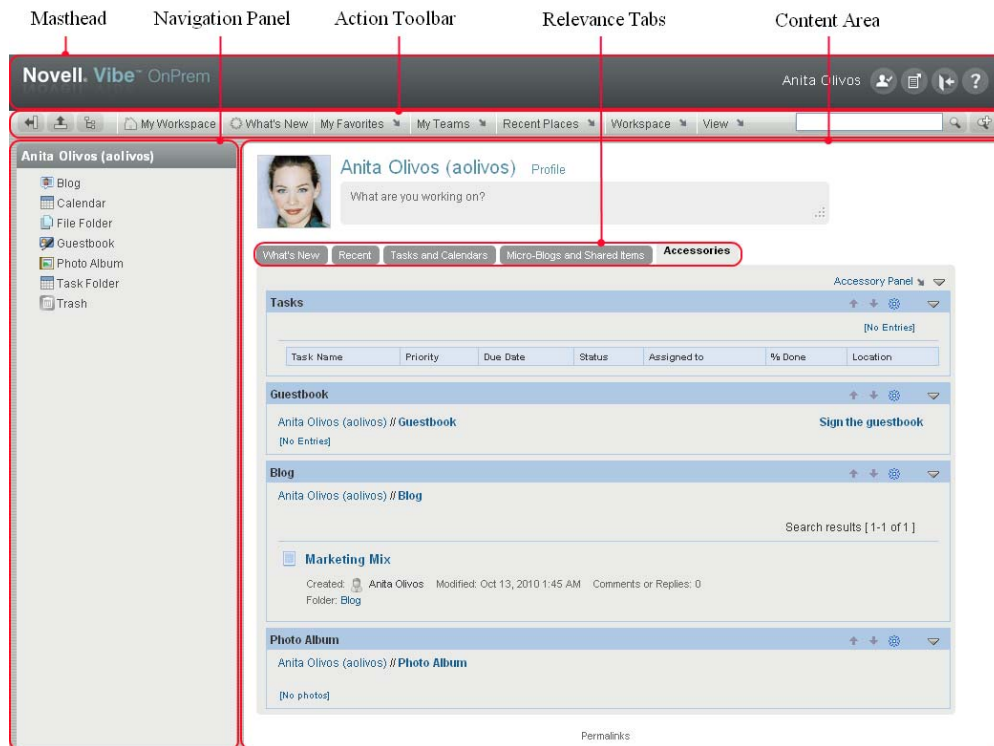 Masthead Navigation Panel Action Toolbar Relevance Tabs Content Area
Novell. Vibe™ OnPrem
Anita Olivos ?
My Workspace What's New My Favorites My Teams Recent Places Workspace View
Anita Olivos (aolivos)
Blog
Calendar
File Folder
Guestbook
Photo Album
Task Folder
Trash
Anita Olivos (aolivos) Profile
What are you working on?
What's New Recent Tasks and Calendars Micro-Blogs and Shared Items Accessories
Accessory Panel
Tasks
[No Entries]
Task Name Priority Due Date Status Assigned to % Done Location
Guestbook
Anita Olivos (aolivos) // Guestbook Sign the guestbook
[No Entries]
Blog
Anita Olivos (aolivos) // Blog
Search results [ 1-1 of 1 ]
Marketing Mix
Created: Anita Olivos Modified: Oct 13, 2010 1:45 AM Comments or Replies: 0
Folder: Blog
Photo Album
Anita Olivos (aolivos) // Photo Album
[No photos]
Permalinks